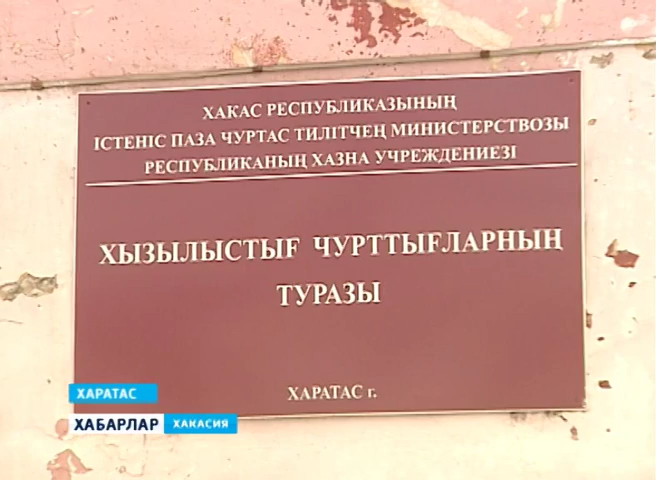 ХАКАС РЕСПУБЛИКАЗЫНЫҢ
ІСТЕНІС ПАЗА ЧУРТАС ТИЛІТЧЕҢ МИНИСТЕРСТВОЗЫ
РЕСПУБЛИКАНЫҢ ХАЗНА УЧРЕЖДЕНИЕЗІ
ХЫЗЫЛЫСТЫҒ ЧУРТТЫҒЛАРНЫҢ
ТУРАЗЫ
ХАРАТАС г.
ХАРАТАС
ХАБАРЛАР ХАКАСИЯ